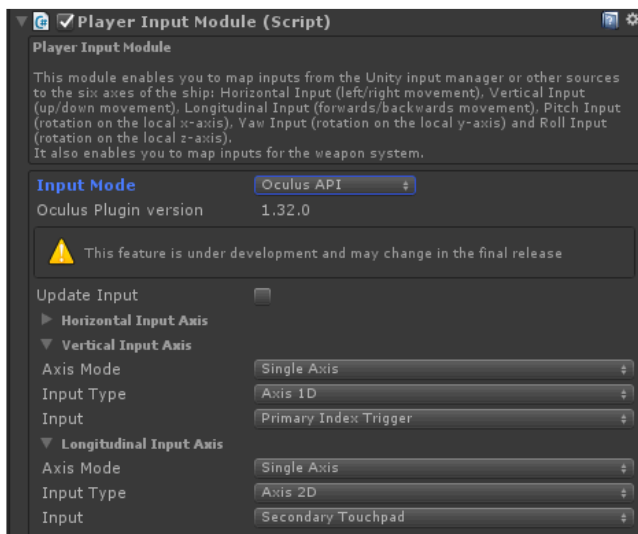 Player Input Module (Script)
Player Input Module
This module enables you to map inputs from the Unity input manager or other sources
to the six axes of the ship: Horizontal Input (left/right movement), Vertical Input
(up/down movement), Longitudinal Input (forwards/backwards movement), Pitch Input
(rotation on the local x-axis), Yaw Input (rotation on the local y-axis) and Roll Input
(rotation on the local z-axis).
It also enables you to map inputs for the weapon system.
Input Mode Oculus API
Oculus Plugin version 1.32.0
This feature is under development and may change in the final release
Update Input
Horizontal Input Axis
Vertical Input Axis
Axis Mode Single Axis
Input Type Axis 1D
Input Primary Index Trigger
Longitudinal Input Axis
Axis Mode Single Axis
Input Type Axis 2D
Input Secondary Touchpad